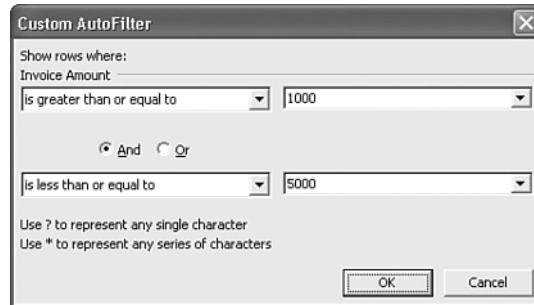 Custom AutoFilter
Show rows where:
Invoice Amount
is greater than or equal to 1000
And Or
is less than or equal to 5000
Use ? to represent any single character
Use * to represent any series of characters
OK Cancel